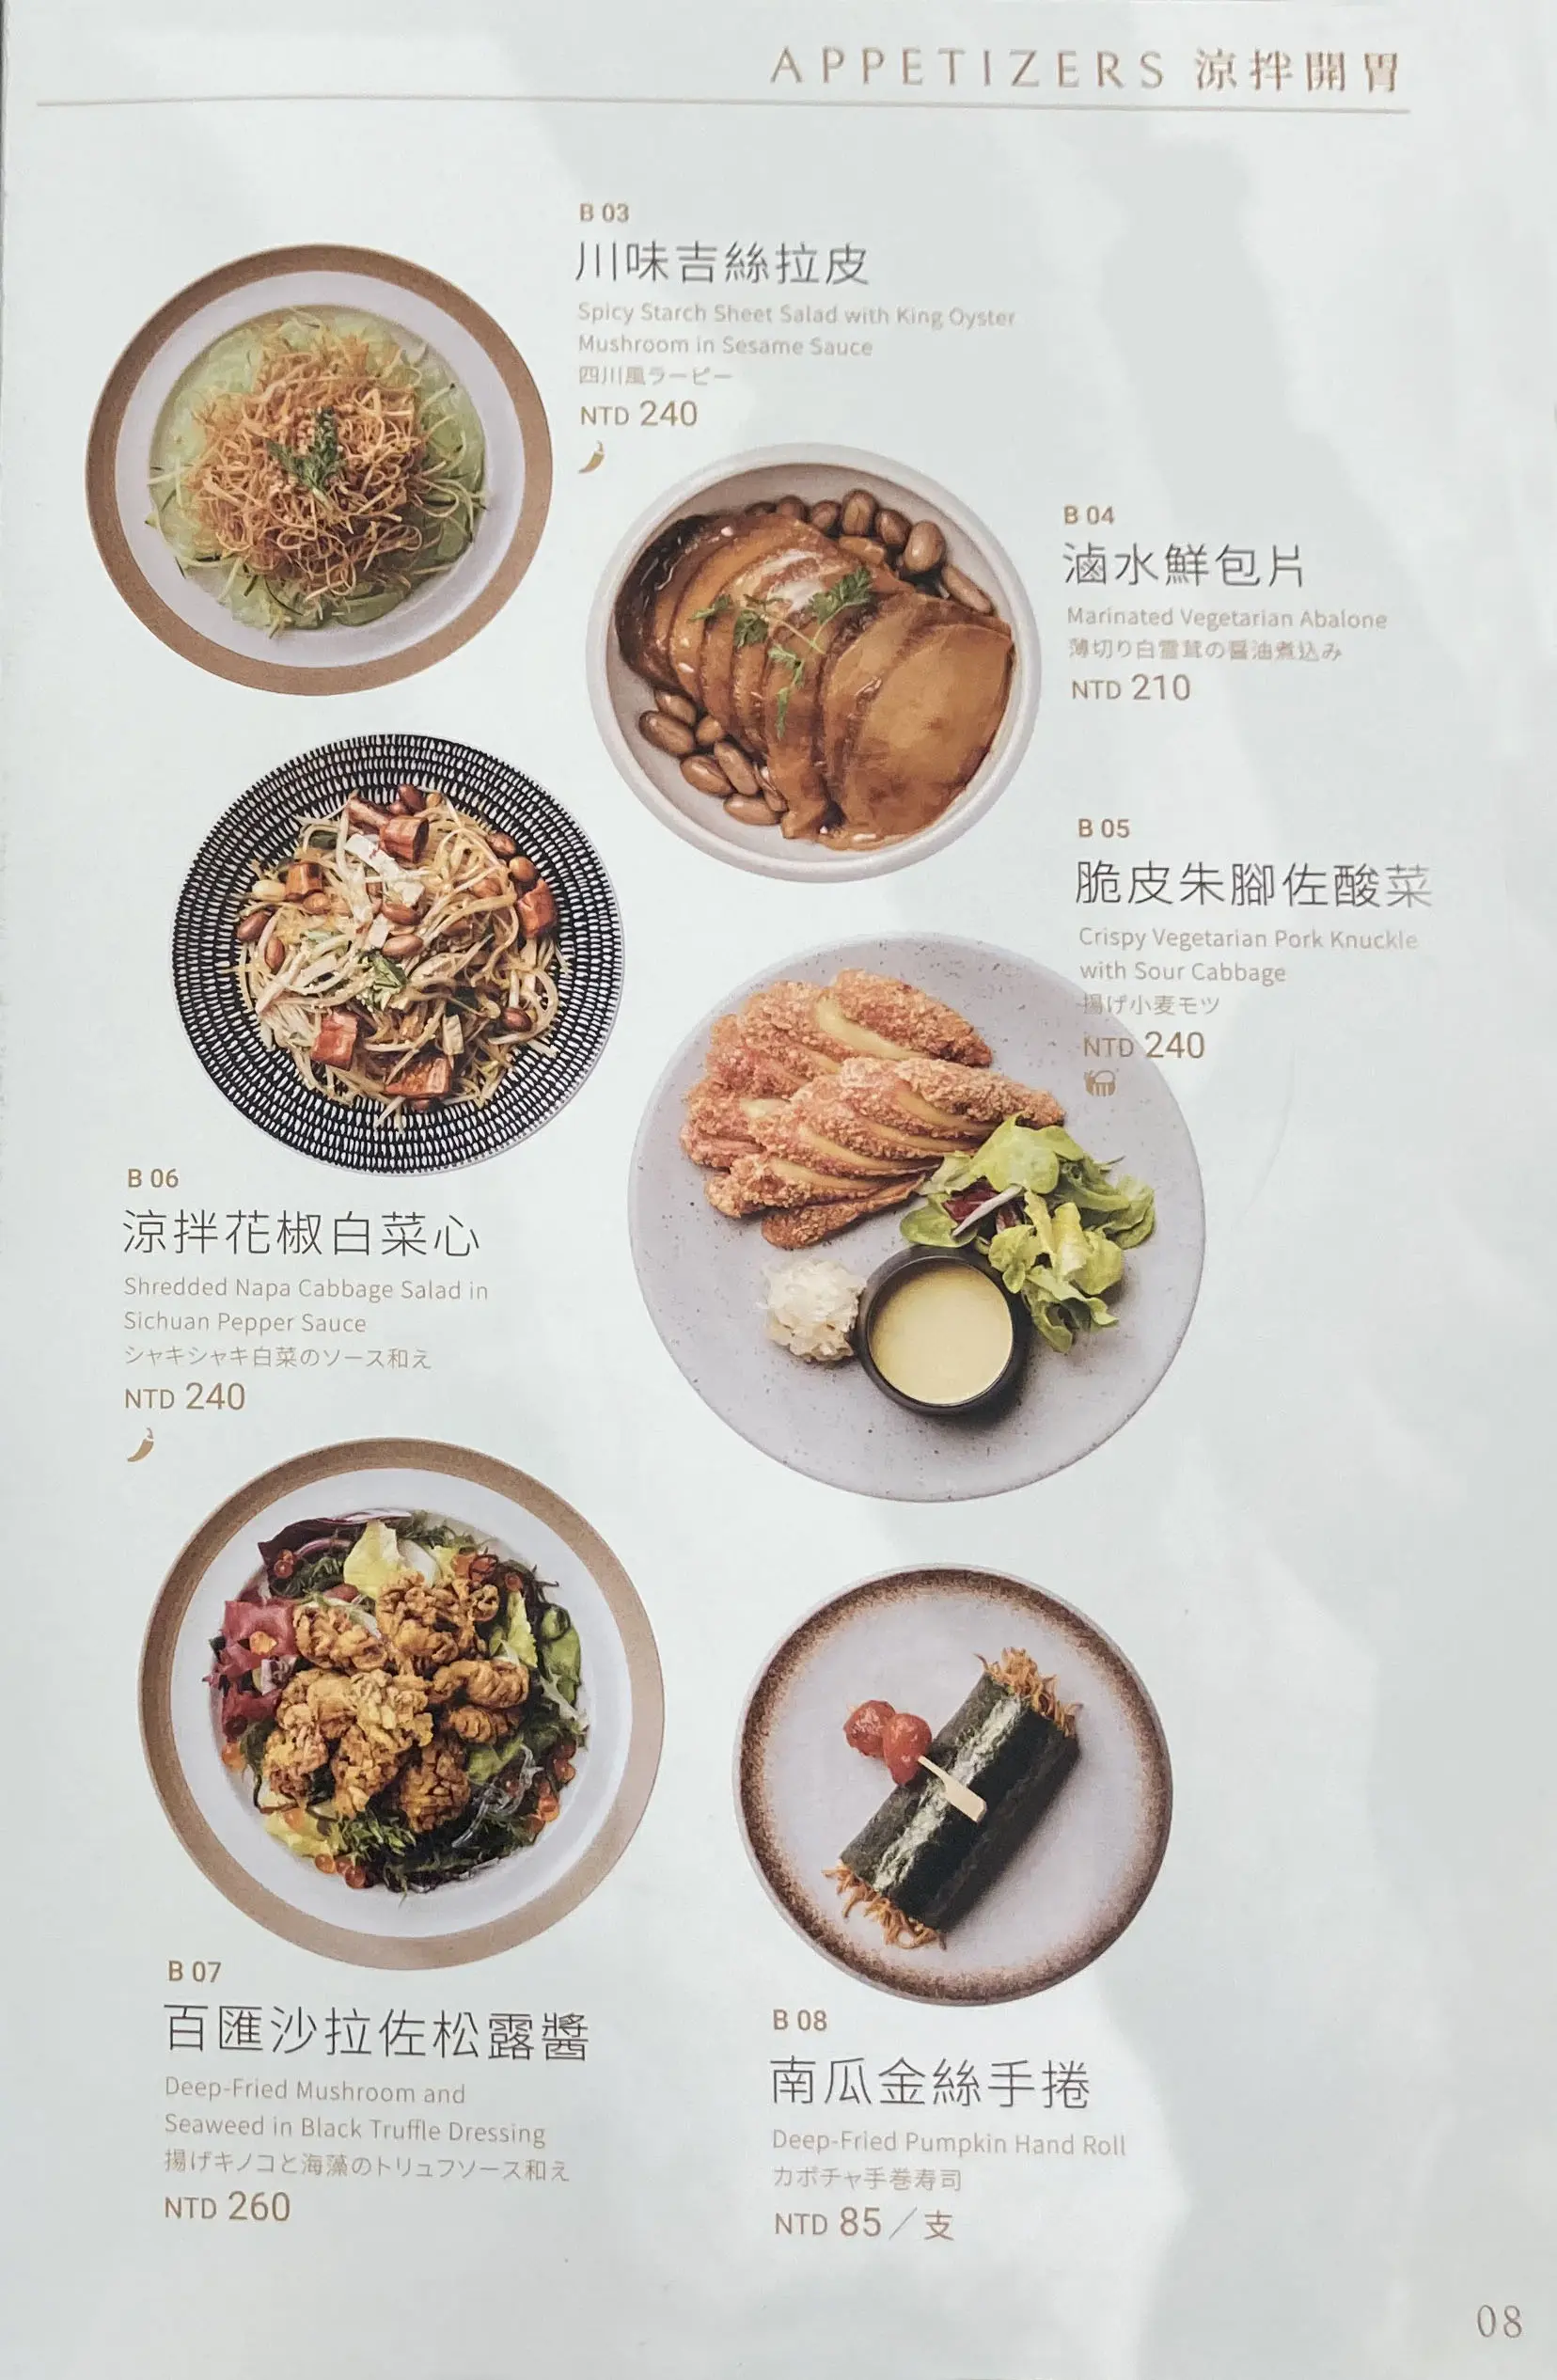 APPETIZERS 涼拌開胃
B 03
川味吉絲拉皮
Spicy Starch Sheet Salad with King Oyster
Mushroom in Sesame Sauce
四川風ラーピー
NTD 240
B 04
滷水鮮包片
Marinated Vegetarian Abalone
薄切り白霊茸の醤油煮込み
NTD 210
B 05
脆皮朱腳佐酸菜
Crispy Vegetarian Pork Knuckle
with Sour Cabbage
揚げ小麦モツ
NTD 240
B 06
涼拌花椒白菜心
Shredded Napa Cabbage Salad in
Sichuan Pepper Sauce
シャキシャキ白菜のソース和え
NTD 240
B 07
百匯沙拉佐松露醬
Deep-Fried Mushroom and
Seaweed in Black Truffle Dressing
揚げキノコと海藻のトリュフソース和え
NTD 260
B 08
南瓜金絲手捲
Deep-Fried Pumpkin Hand Roll
カボチャ手巻寿司
NTD 85／支
08